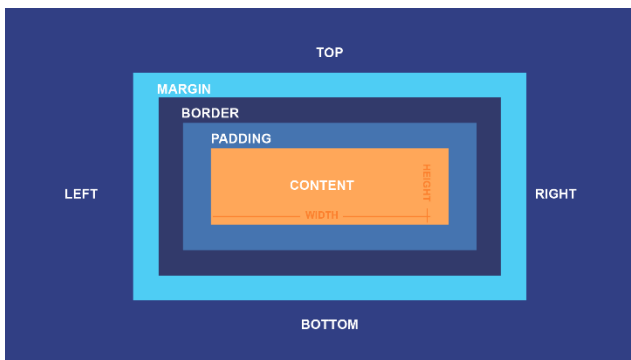 TOP
MARGIN
BORDER
PADDING
CONTENT
HEIGHT
LEFT
RIGHT
WIDTH
BOTTOM